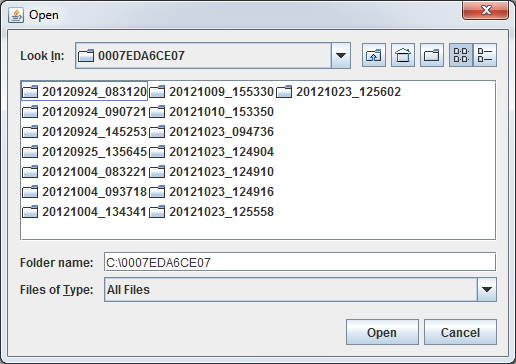 Open
Look In: 0007EDA6CE07
20120924_083120 20121009_155330 20121023_125602
20120924_090721 20121010_153350
20120924_145253 20121023_094736
20120925_135645 20121023_124904
20121004_083221 20121023_124910
20121004_093718 20121023_124916
20121004_134341 20121023_125558
Folder name: C:\0007EDA6CE07
Files of Type: All Files
Open Cancel